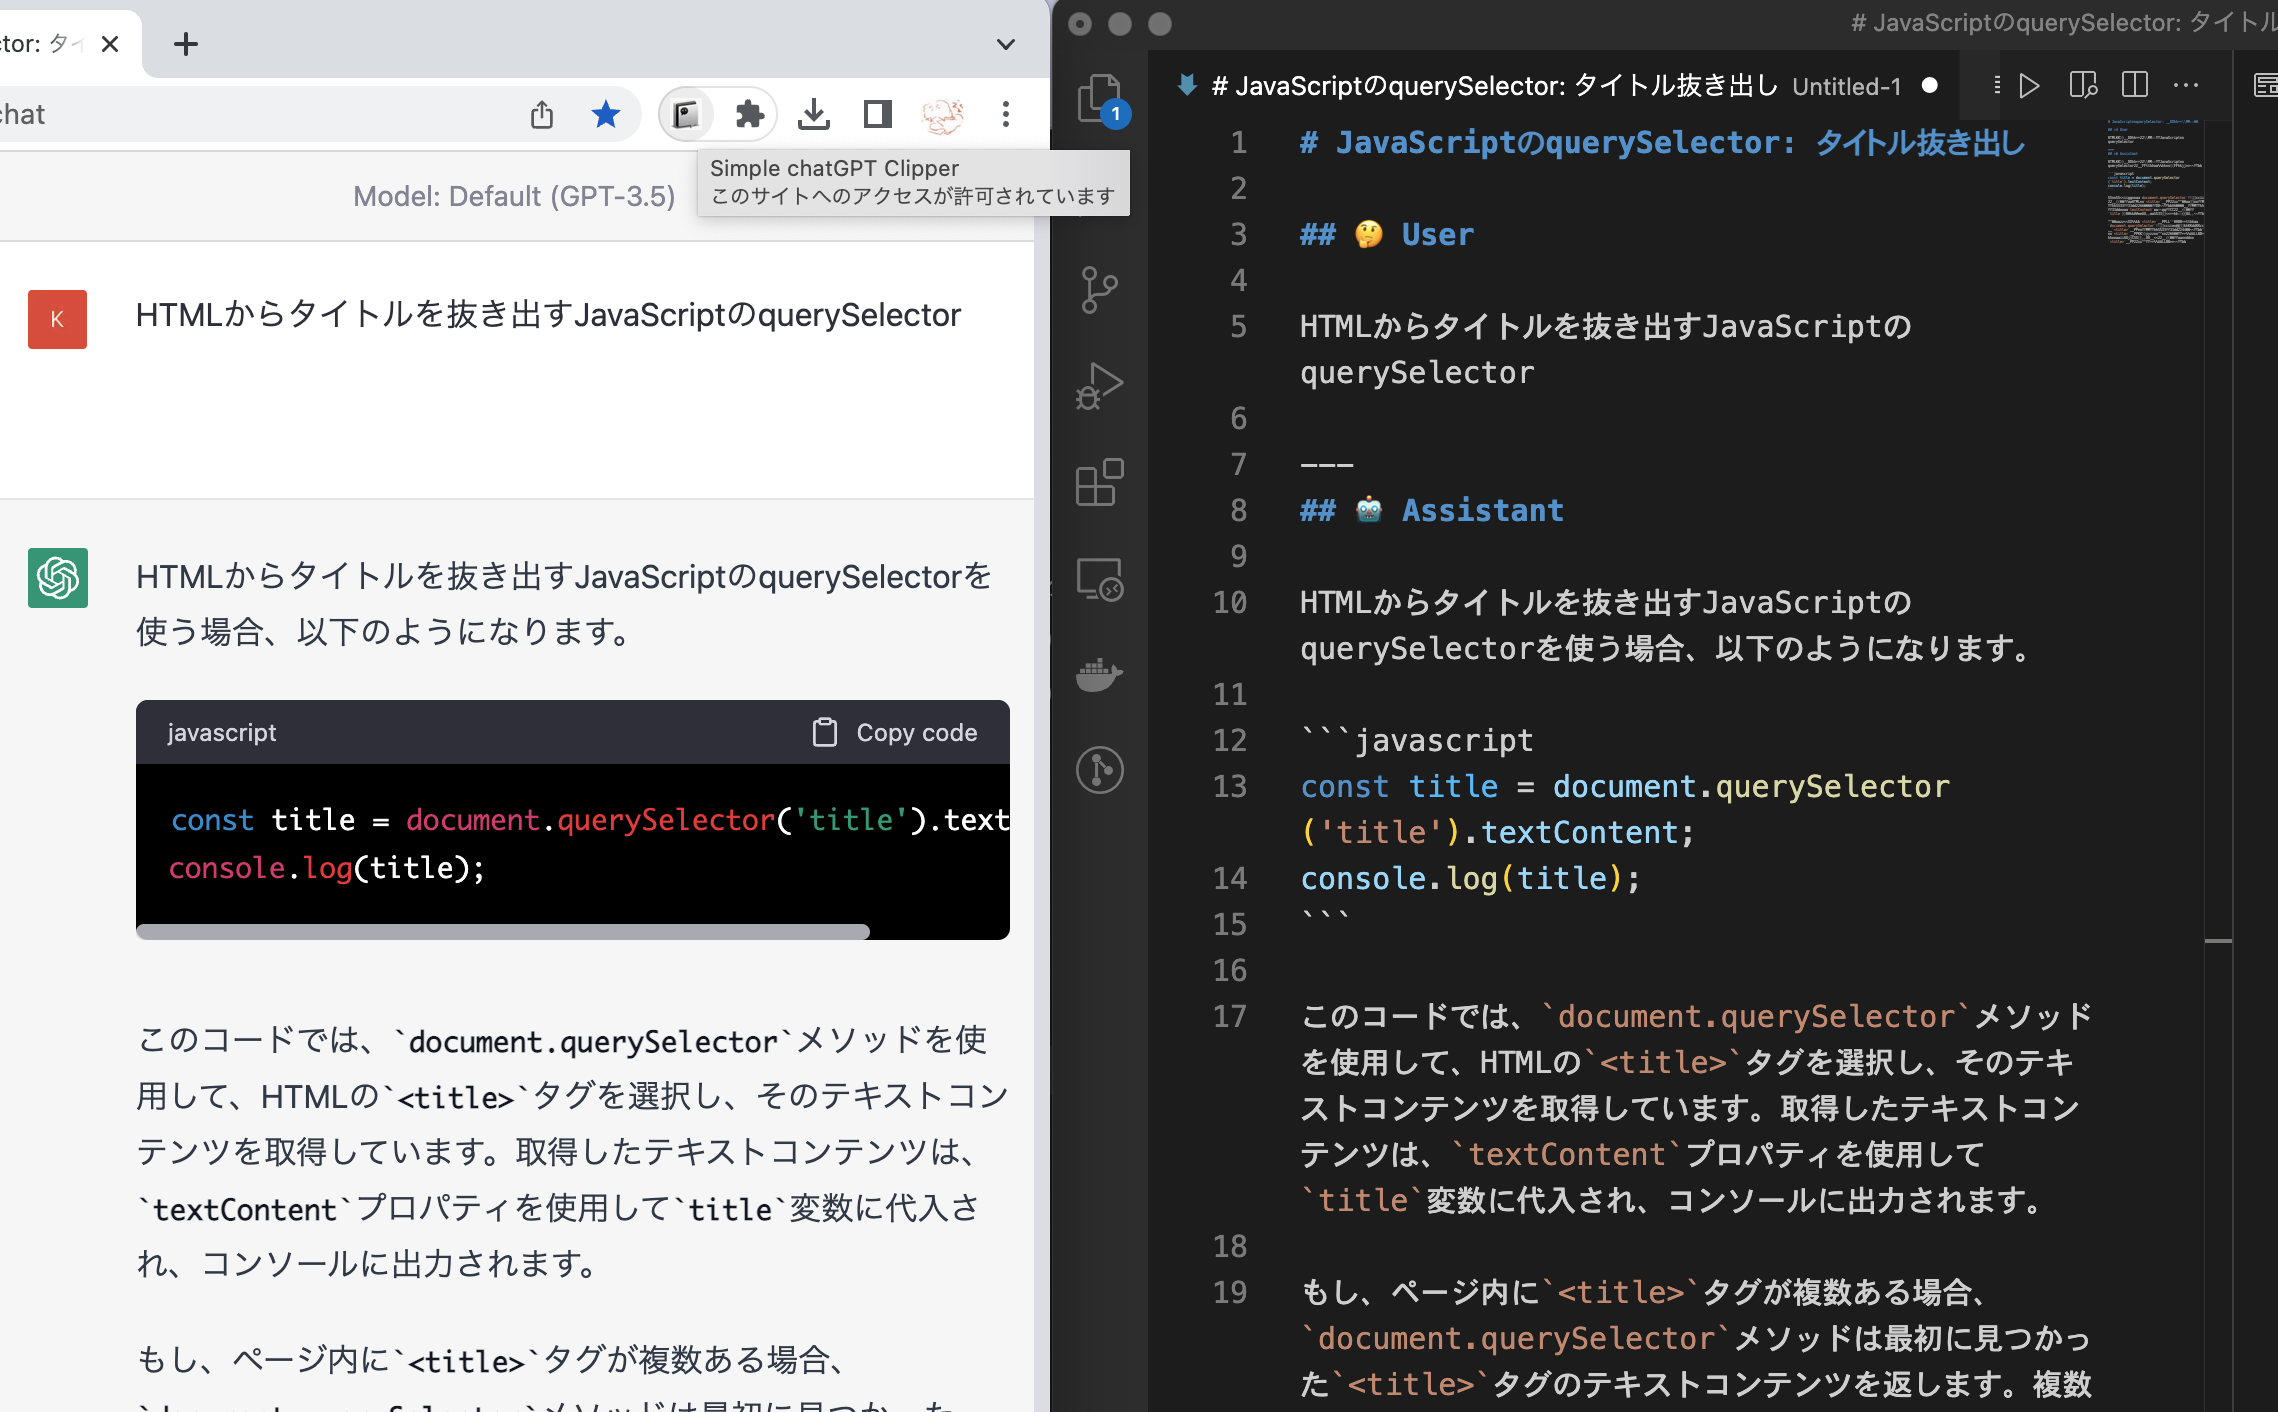 ctor: タイ
hat
Simple chatGPT Clipper
このサイトへのアクセスが許可されています
Model: Default (GPT-3.5)
K
HTMLからタイトルを抜き出すJavaScriptのquerySelector
HTMLからタイトルを抜き出すJavaScriptのquerySelectorを
使う場合、以下のようになります。
javascript
Copy code
const title = document.querySelector('title').text
console.log(title);
このコードでは、`document.querySelector`メソッドを使
用して、HTMLの`<title>`タグを選択し、そのテキストコン
テンツを取得しています。取得したテキストコンテンツは、
`textContent`プロパティを使用して`title`変数に代入さ
れ、コンソールに出力されます。
もし、ページ内に`<title>`タグが複数ある場合、
# JavaScriptのquerySelector: タイトル
# JavaScriptのquerySelector: タイトル抜き出し Untitled-1
1
1 # JavaScriptのquerySelector: タイトル抜き出し
2
3 ## 🤔 User
4
5 HTMLからタイトルを抜き出すJavaScriptの
querySelector
6
7 ---
8 ## 🤖 Assistant
9
10 HTMLからタイトルを抜き出すJavaScriptの
querySelectorを使う場合、以下のようになります。
11
12 ```javascript
13 const title = document.querySelector
('title').textContent;
14 console.log(title);
15 ```
16
17 このコードでは、`document.querySelector`メソッド
を使用して、HTMLの`<title>`タグを選択し、そのテキ
ストコンテンツを取得しています。取得したテキストコン
テンツは、`textContent`プロパティを使用して
`title`変数に代入され、コンソールに出力されます。
18
19 もし、ページ内に`<title>`タグが複数ある場合、
`document.querySelector`メソッドは最初に見つかっ
た`<title>`タグのテキストコンテンツを返します。複数